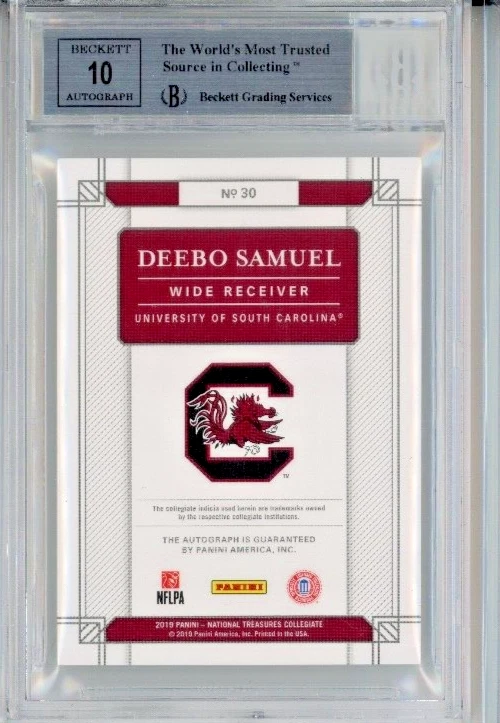 BECKETT
10
AUTOGRAPH
The World's Most Trusted
Source in Collecting™
B
Beckett Grading Services
Nº 30
DEEBO SAMUEL
WIDE RECEIVER
UNIVERSITY OF SOUTH CAROLINA®
C
TM
The collegiate indicia used herein are trademarks owned
by the respective collegiate institutions.
THE AUTOGRAPH IS GUARANTEED
BY PANINI AMERICA, INC.
NFLPA
PANINI
2019 PANINI – NATIONAL TREASURES COLLEGIATE
© 2019 Panini America, Inc. Printed in the USA.